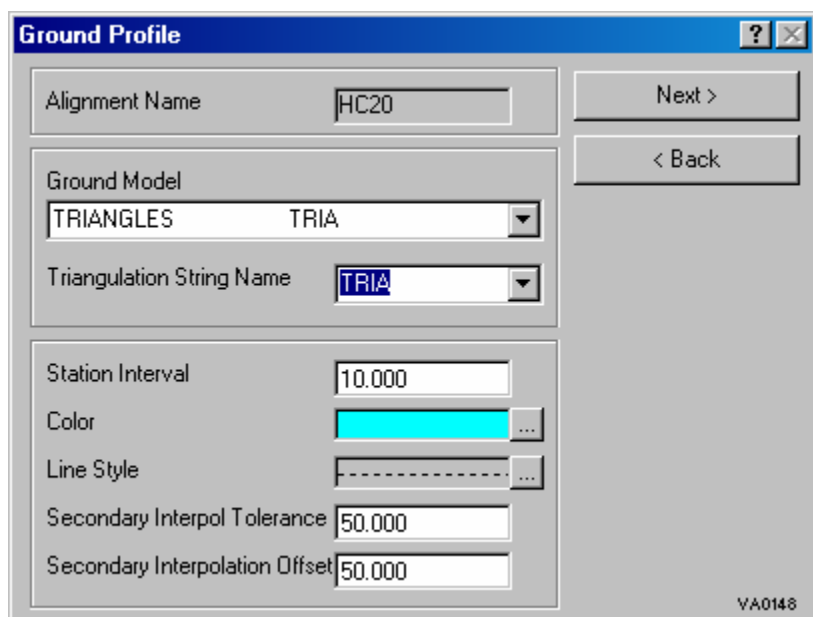 Ground Profile
?
Alignment Name HC20
Next >
< Back
Ground Model
TRIANGLES TRIA
Triangulation String Name TRIA
Station Interval 10.000
Color ...
Line Style ...
Secondary Interpol Tolerance 50.000
Secondary Interpolation Offset 50.000
VA0148